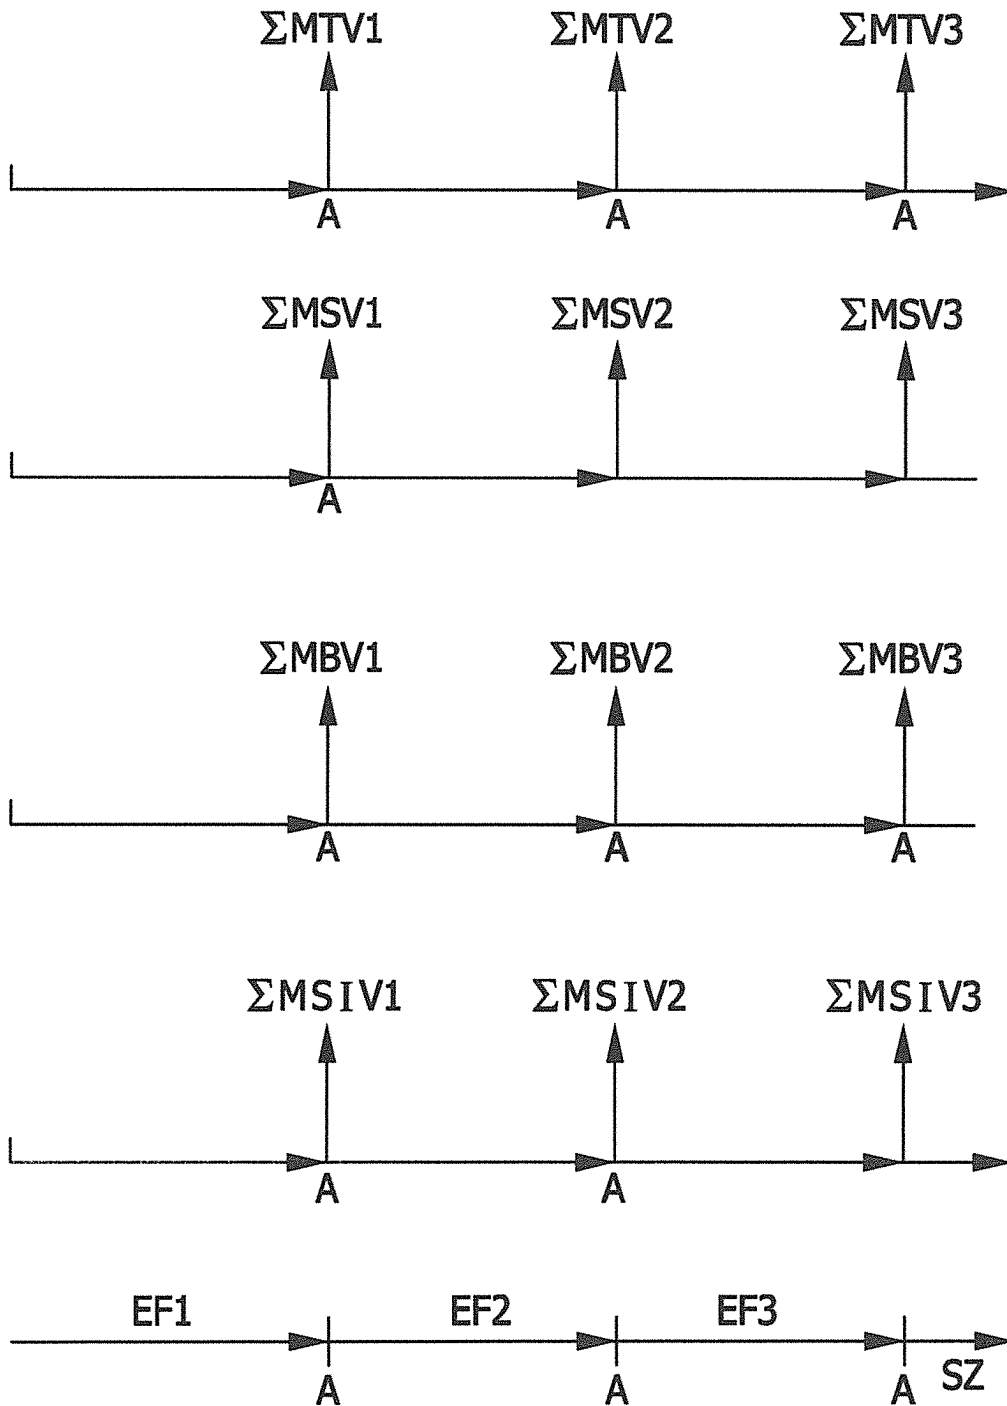 ΣMTV1 ΣMTV2 ΣMTV3
A A A
ΣMSV1 ΣMSV2 ΣMSV3
A
ΣMBV1 ΣMBV2 ΣMBV3
A A A
ΣMSIV1 ΣMSIV2 ΣMSIV3
A A
EF1 EF2 EF3
SZ
A A A